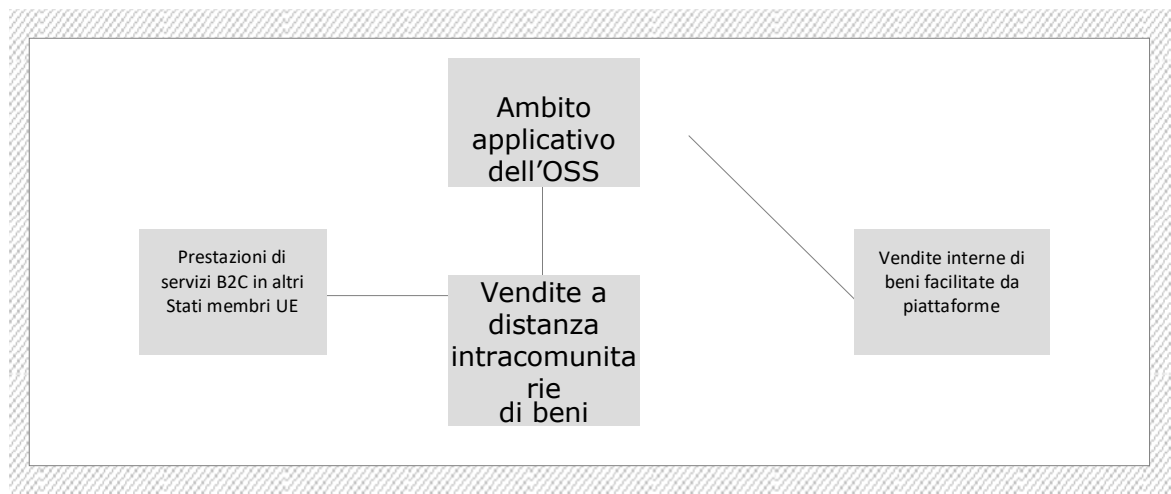 Ambito
applicativo
dell’OSS
Prestazioni di
servizi B2C in altri
Stati membri UE
Vendite a
distanza
intracomunita
rie
di beni
Vendite interne di
beni facilitate da
piattaforme